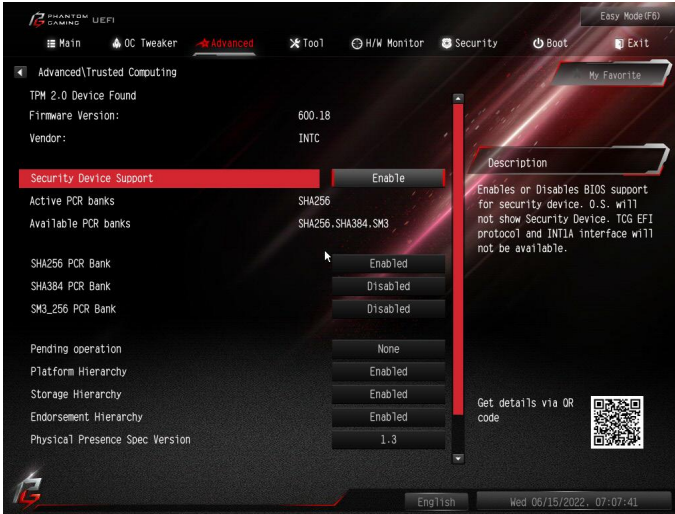 PHANTOM GAMING UEFI
Easy Mode(F6)
Main OC Tweaker Advanced Tool H/W Monitor Security Boot Exit
Advanced\Trusted Computing
My Favorite
TPM 2.0 Device Found
Firmware Version: 600.18
Vendor: INTC
Security Device Support Enable
Active PCR banks SHA256
Available PCR banks SHA256.SHA384.SM3
SHA256 PCR Bank Enabled
SHA384 PCR Bank Disabled
SM3_256 PCR Bank Disabled
Pending operation None
Platform Hierarchy Enabled
Storage Hierarchy Enabled
Endorsement Hierarchy Enabled
Physical Presence Spec Version 1.3
Description
Enables or Disables BIOS support
for security device. O.S. will
not show Security Device. TCG EFI
protocol and INT1A interface will
not be available.
Get details via QR
code
English
Wed 06/15/2022. 07:07:41